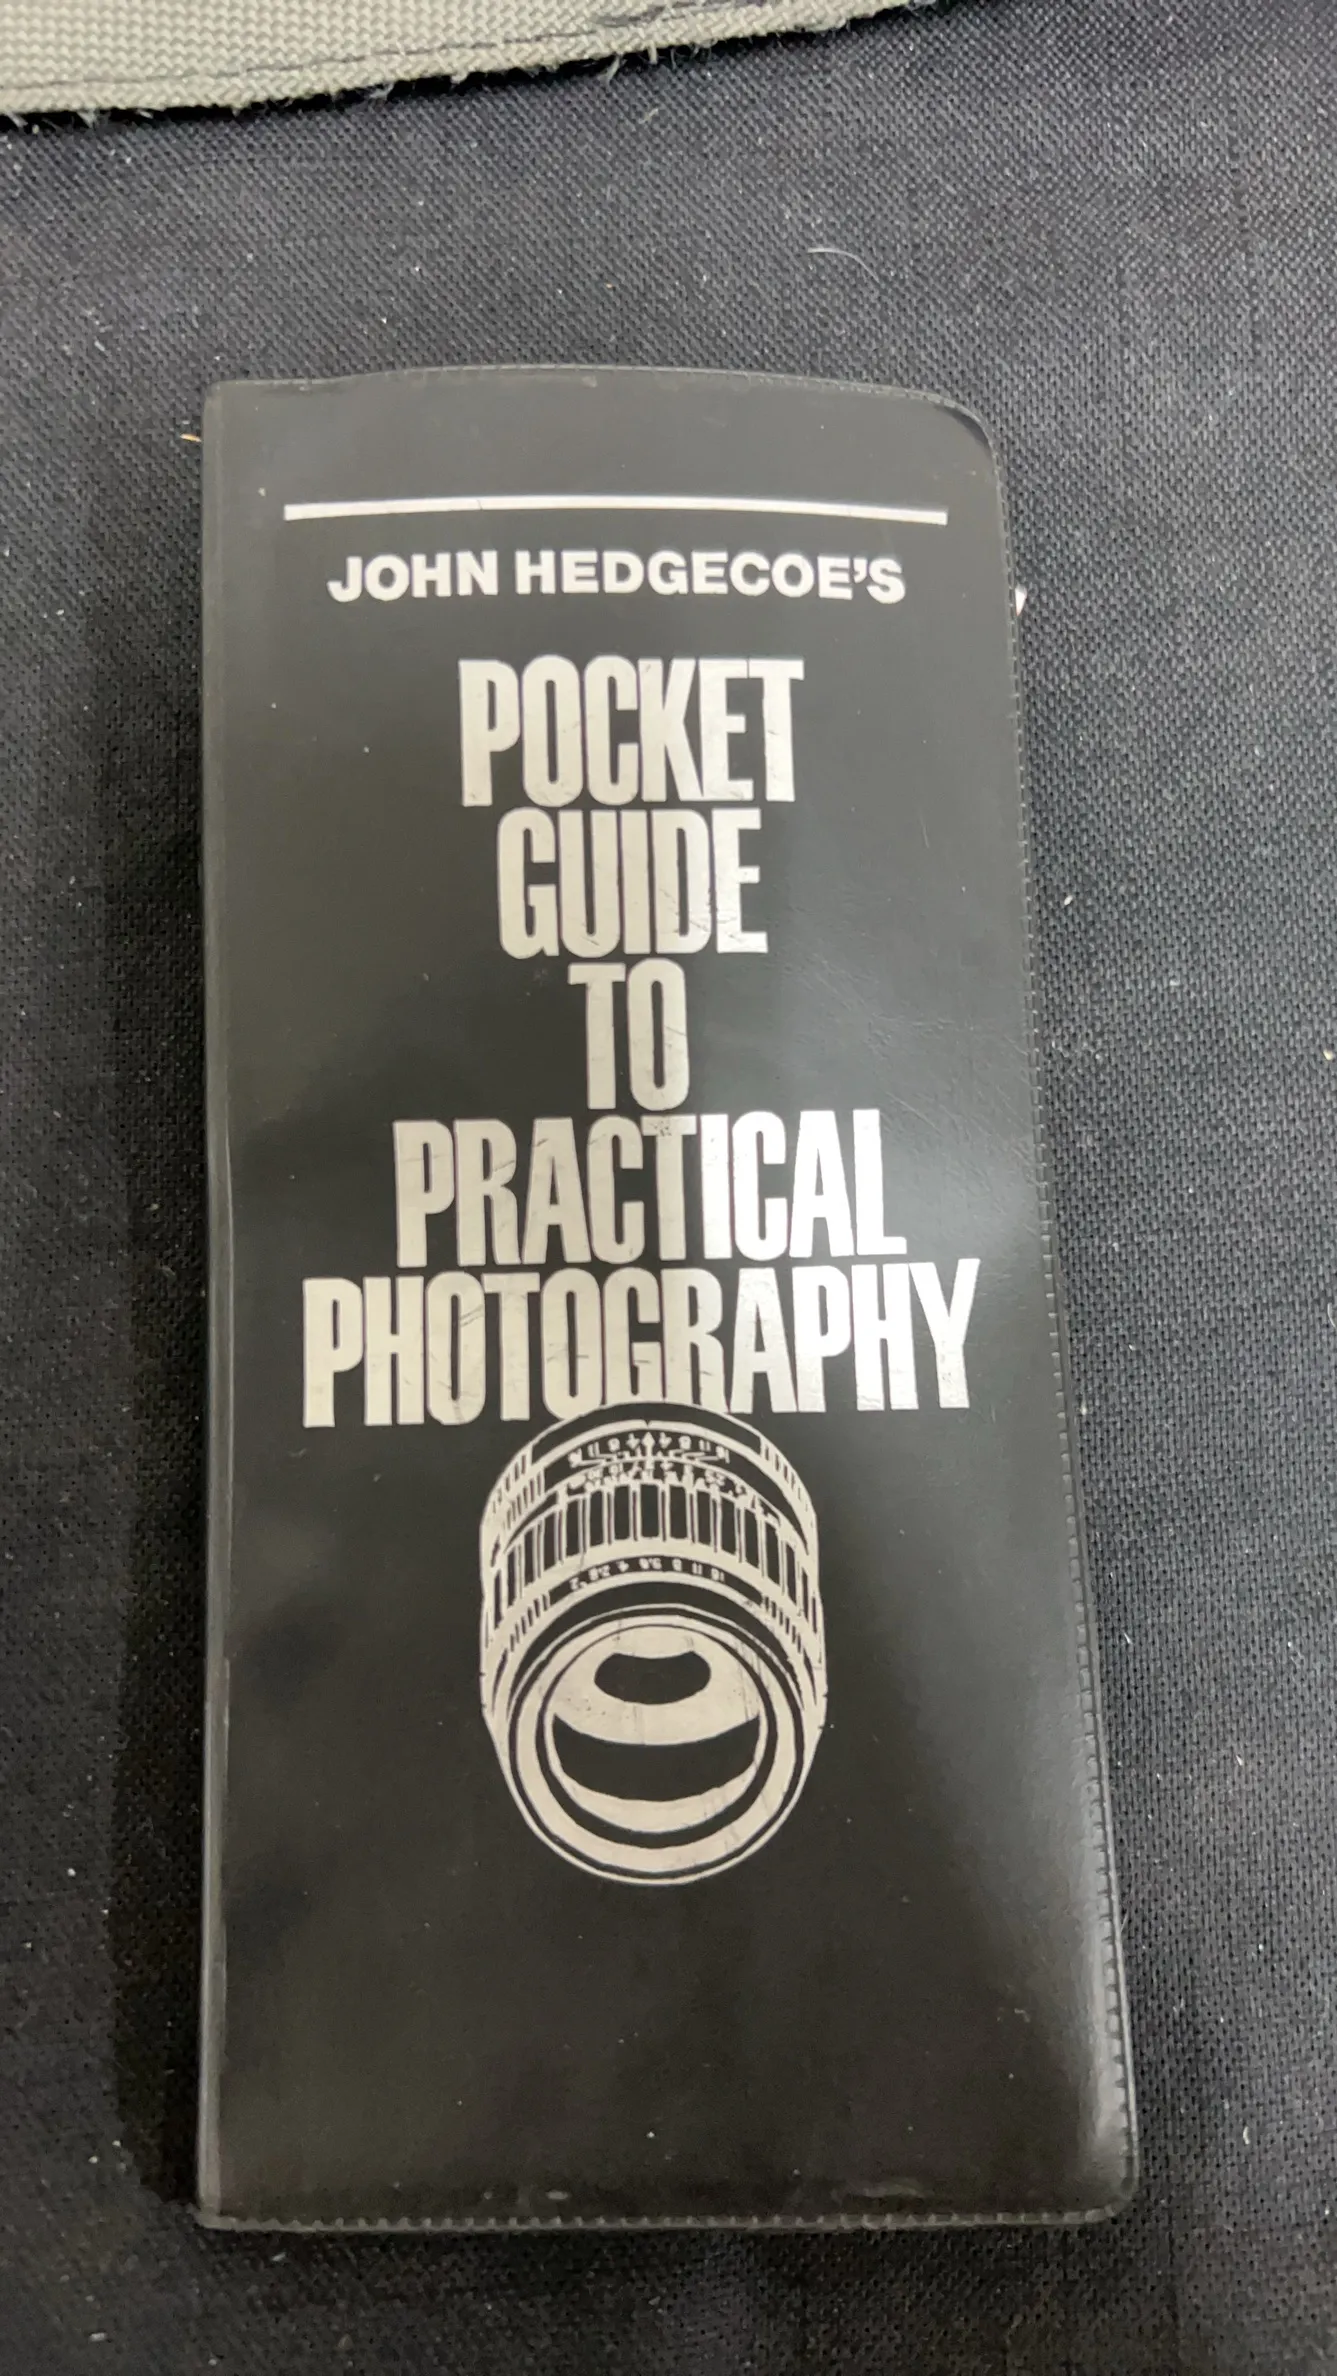 JOHN HEDGECOE'S
POCKET
GUIDE
TO
PRACTICAL
PHOTOGRAPHY